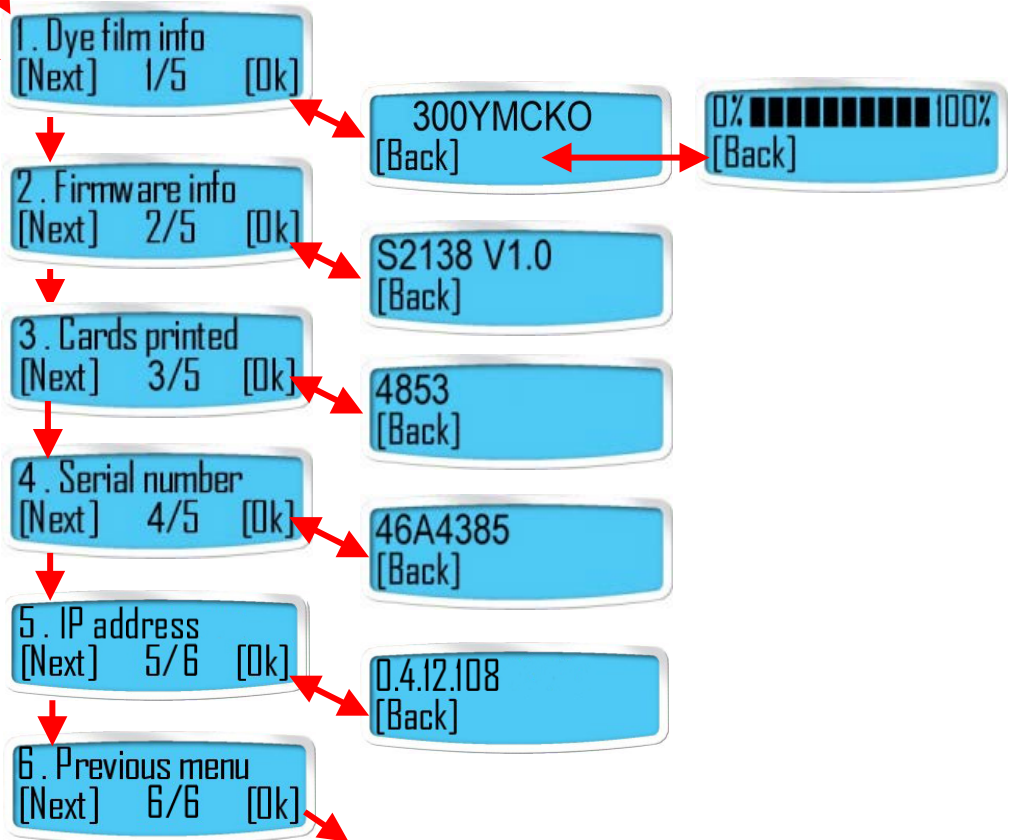 1 . Dye film info
[Next] 1/5 [Ok]
300YMCKO
[Back]
0% 100%
[Back]
2 . Firmware info
[Next] 2/5 [Ok]
S2138 V1.0
[Back]
3 . Cards printed
[Next] 3/5 [Ok]
4853
[Back]
4 . Serial number
[Next] 4/5 [Ok]
46A4385
[Back]
5 . IP address
[Next] 5/6 [Ok]
0.4.12.108
[Back]
6 . Previous menu
[Next] 6/6 [Ok]